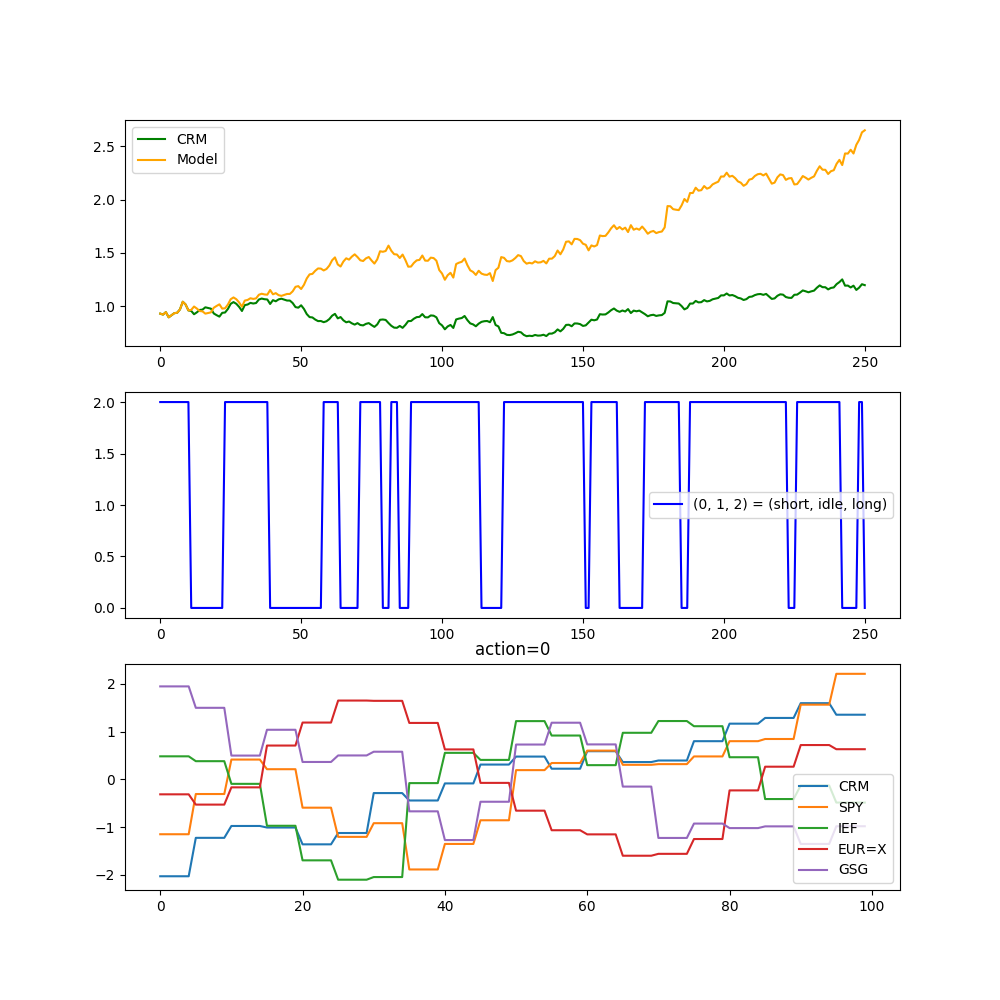 CRM
Model
2.5
2.0
1.5
1.0
0 50 100 150 200 250
2.0
1.5
1.0
0.5
0.0
(0, 1, 2) = (short, idle, long)
0 50 100 150 200 250
action=0
2
1
0
−1
−2
CRM
SPY
IEF
EUR=X
GSG
0 20 40 60 80 100